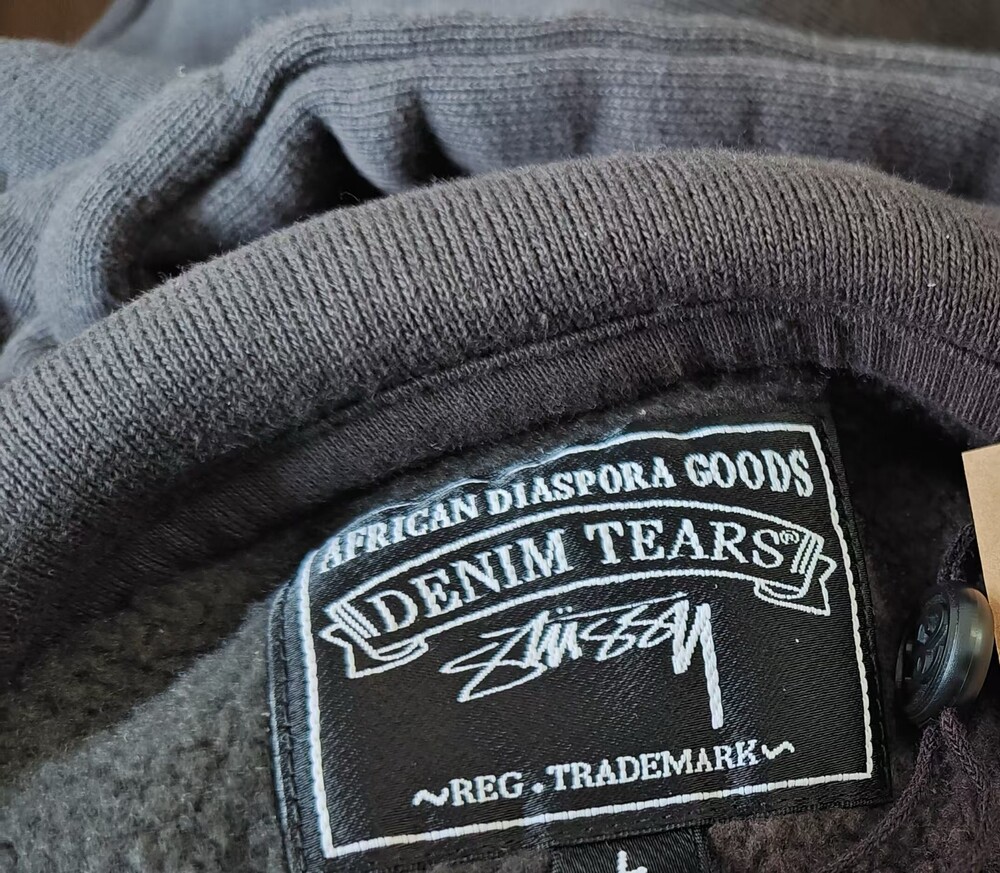 AFRICAN DIASPORA GOODS
DENIM TEARS®
Stüssy
~REG. TRADEMARK~